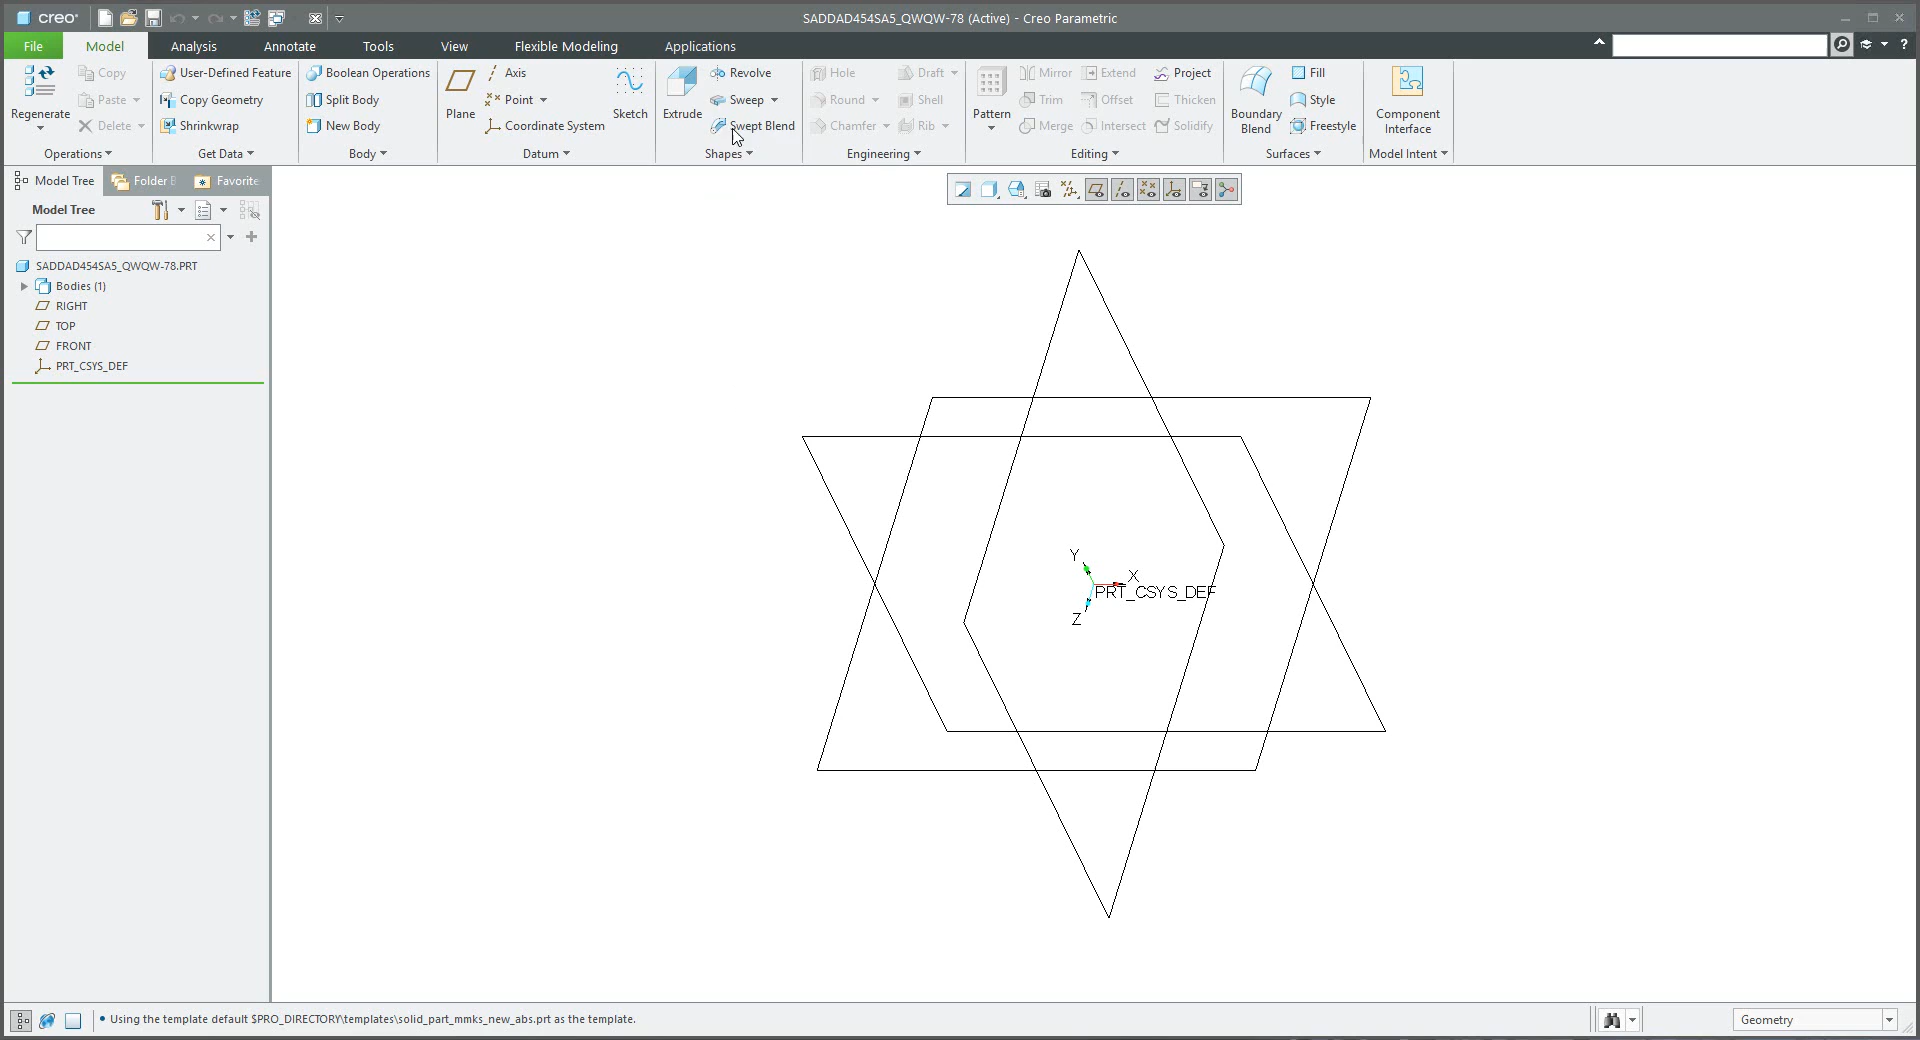 creo
SADDAD454SA5_QWQW-78 (Active) - Creo Parametric
File Model Analysis Annotate Tools View Flexible Modeling Applications
Regenerate
Copy
Paste
Delete
Operations
User-Defined Feature
Copy Geometry
Shrinkwrap
Get Data
Boolean Operations
Split Body
New Body
Body
Plane
Axis
Point
Coordinate System
Sketch
Datum
Extrude
Revolve
Sweep
Swept Blend
Shapes
Hole
Round
Chamfer
Draft
Shell
Rib
Engineering
Pattern
Mirror
Trim
Merge
Extend
Offset
Intersect
Project
Thicken
Solidify
Editing
Boundary
Blend
Fill
Style
Freestyle
Surfaces
Component
Interface
Model Intent
Model Tree
Folder B
Favorite
Model Tree
SADDAD454SA5_QWQW-78.PRT
Bodies (1)
RIGHT
TOP
FRONT
PRT_CSYS_DEF
Y
X
PRT_CSYS_DEF
Z
• Using the template default $PRO_DIRECTORY\templates\solid_part_mmks_new_abs.prt as the template.
Geometry